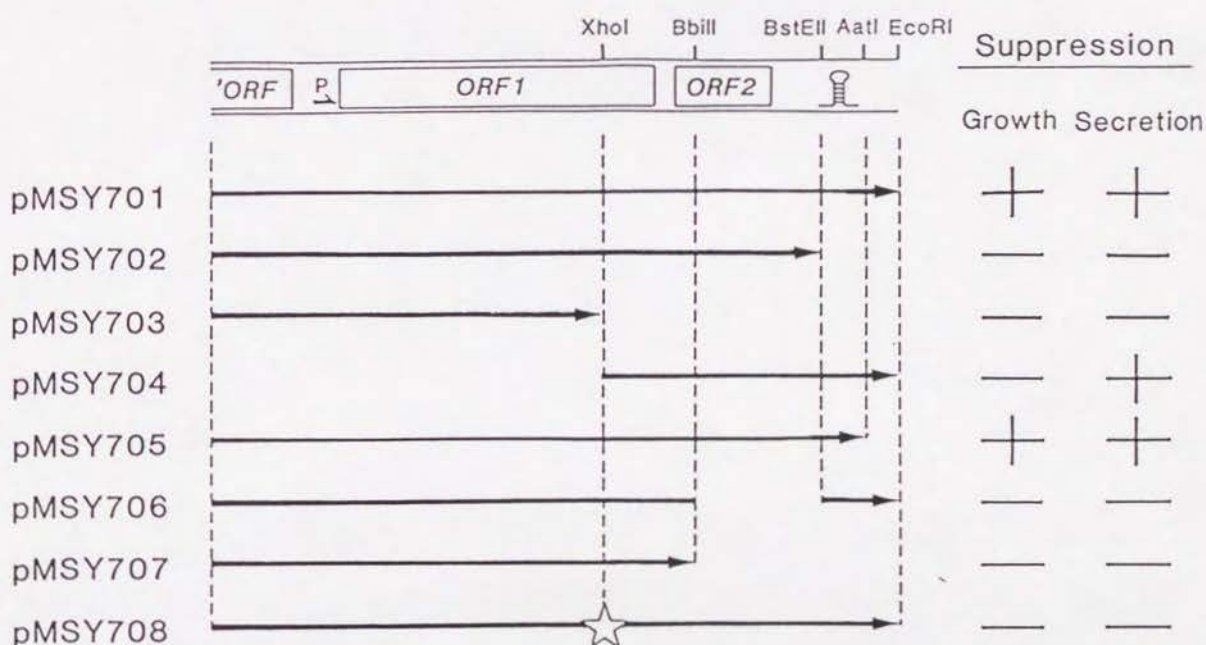 XhoI BbiII BstEII AatI EcoRI
Suppression
'ORF P ORF1 ORF2
Growth Secretion
pMSY701 + +
pMSY702 — —
pMSY703 — —
pMSY704 — +
pMSY705 + +
pMSY706 — —
pMSY707 — —
pMSY708 — —